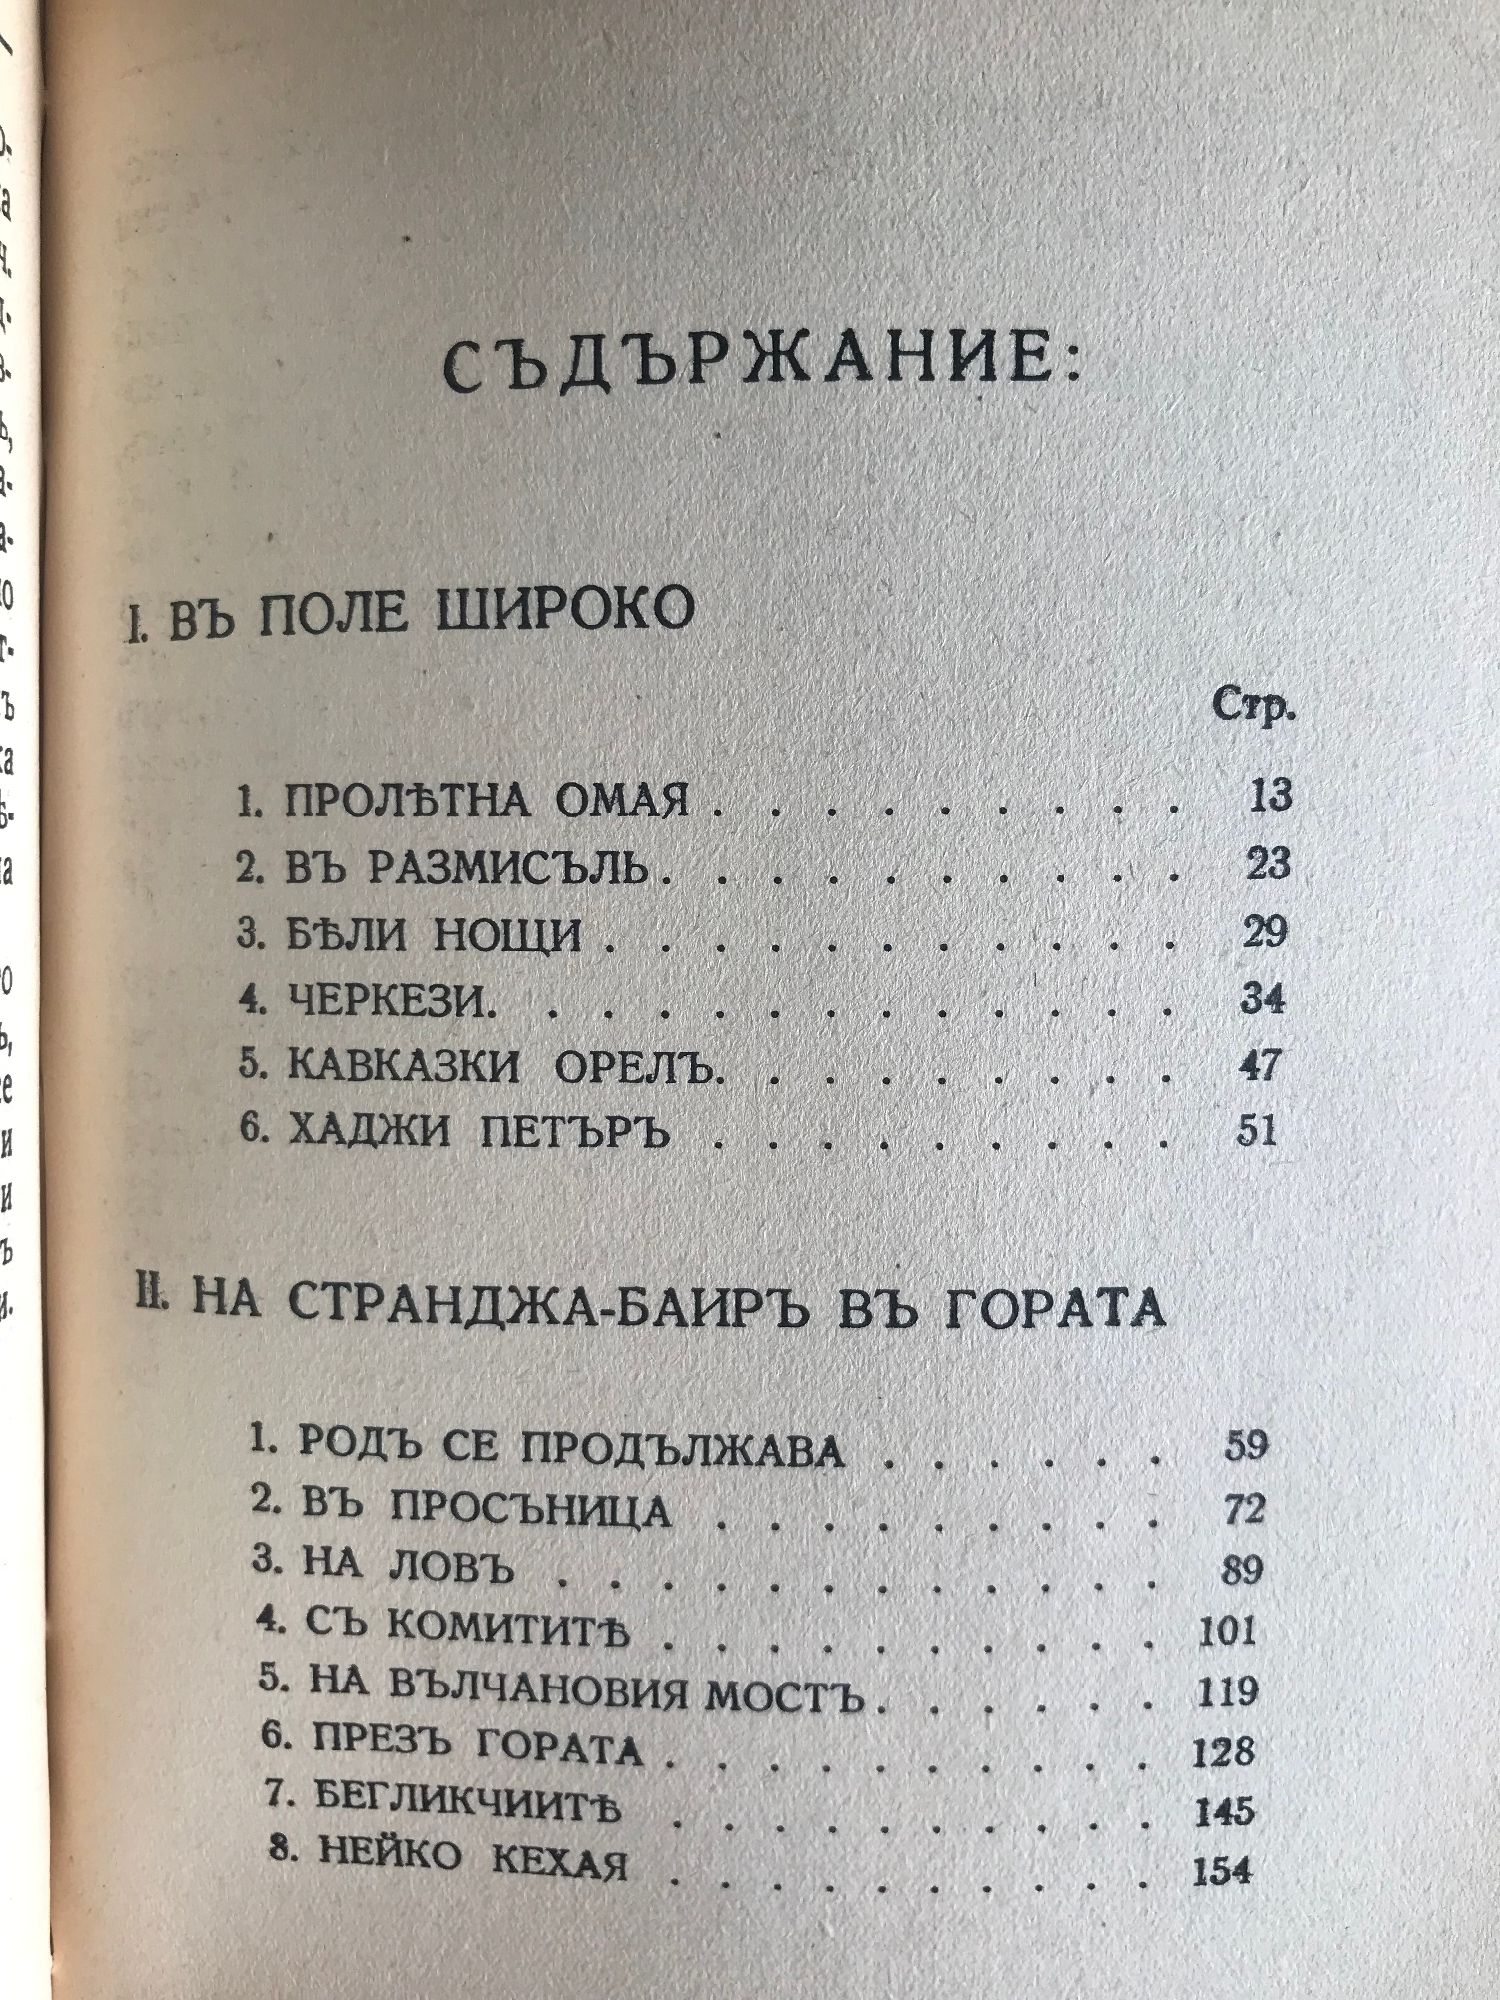 СЪДЪРЖАНИЕ:
I. ВЪ ПОЛЕ ШИРОКО
Стр.
1. ПРОЛѢТНА ОМАЯ . . . . . . . . . 13
2. ВЪ РАЗМИСЪЛЬ . . . . . . . . . . 23
3. БѢЛИ НОЩИ . . . . . . . . . . . 29
4. ЧЕРКЕЗИ . . . . . . . . . . . . . 34
5. КАВКАЗКИ ОРЕЛЪ . . . . . . . . . 47
6. ХАДЖИ ПЕТЪРЪ . . . . . . . . . 51
II. НА СТРАНДЖА-БАИРЪ ВЪ ГОРАТА
1. РОДЪ СЕ ПРОДЪЛЖАВА . . . . . . 59
2. ВЪ ПРОСЪНИЦА . . . . . . . . . 72
3. НА ЛОВЪ . . . . . . . . . . . . 89
4. СЪ КОМИТИТѢ . . . . . . . . . . 101
5. НА ВЪЛЧАНОВИЯ МОСТЪ . . . . . . 119
6. ПРЕЗЪ ГОРАТА . . . . . . . . . . 128
7. БЕГЛИКЧИИТѢ . . . . . . . . . . 145
8. НЕЙКО КЕХАЯ . . . . . . . . . . 154